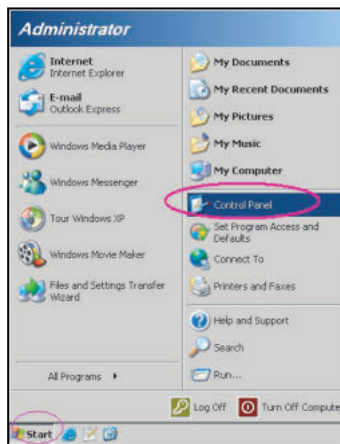 Administrator
Internet
Internet Explorer
E-mail
Outlook Express
Windows Media Player
Windows Messenger
Tour Windows XP
Windows Movie Maker
Files and Settings Transfer
Wizard
All Programs
My Documents
My Recent Documents
My Pictures
My Music
My Computer
Control Panel
Set Program Access and
Defaults
Connect To
Printers and Faxes
Help and Support
Search
Run...
Log Off
Turn Off Compute
Start